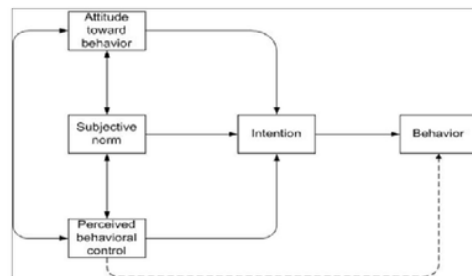 Attitude
toward
behavior
Subjective
norm
Intention
Behavior
Perceived
behavioral
control